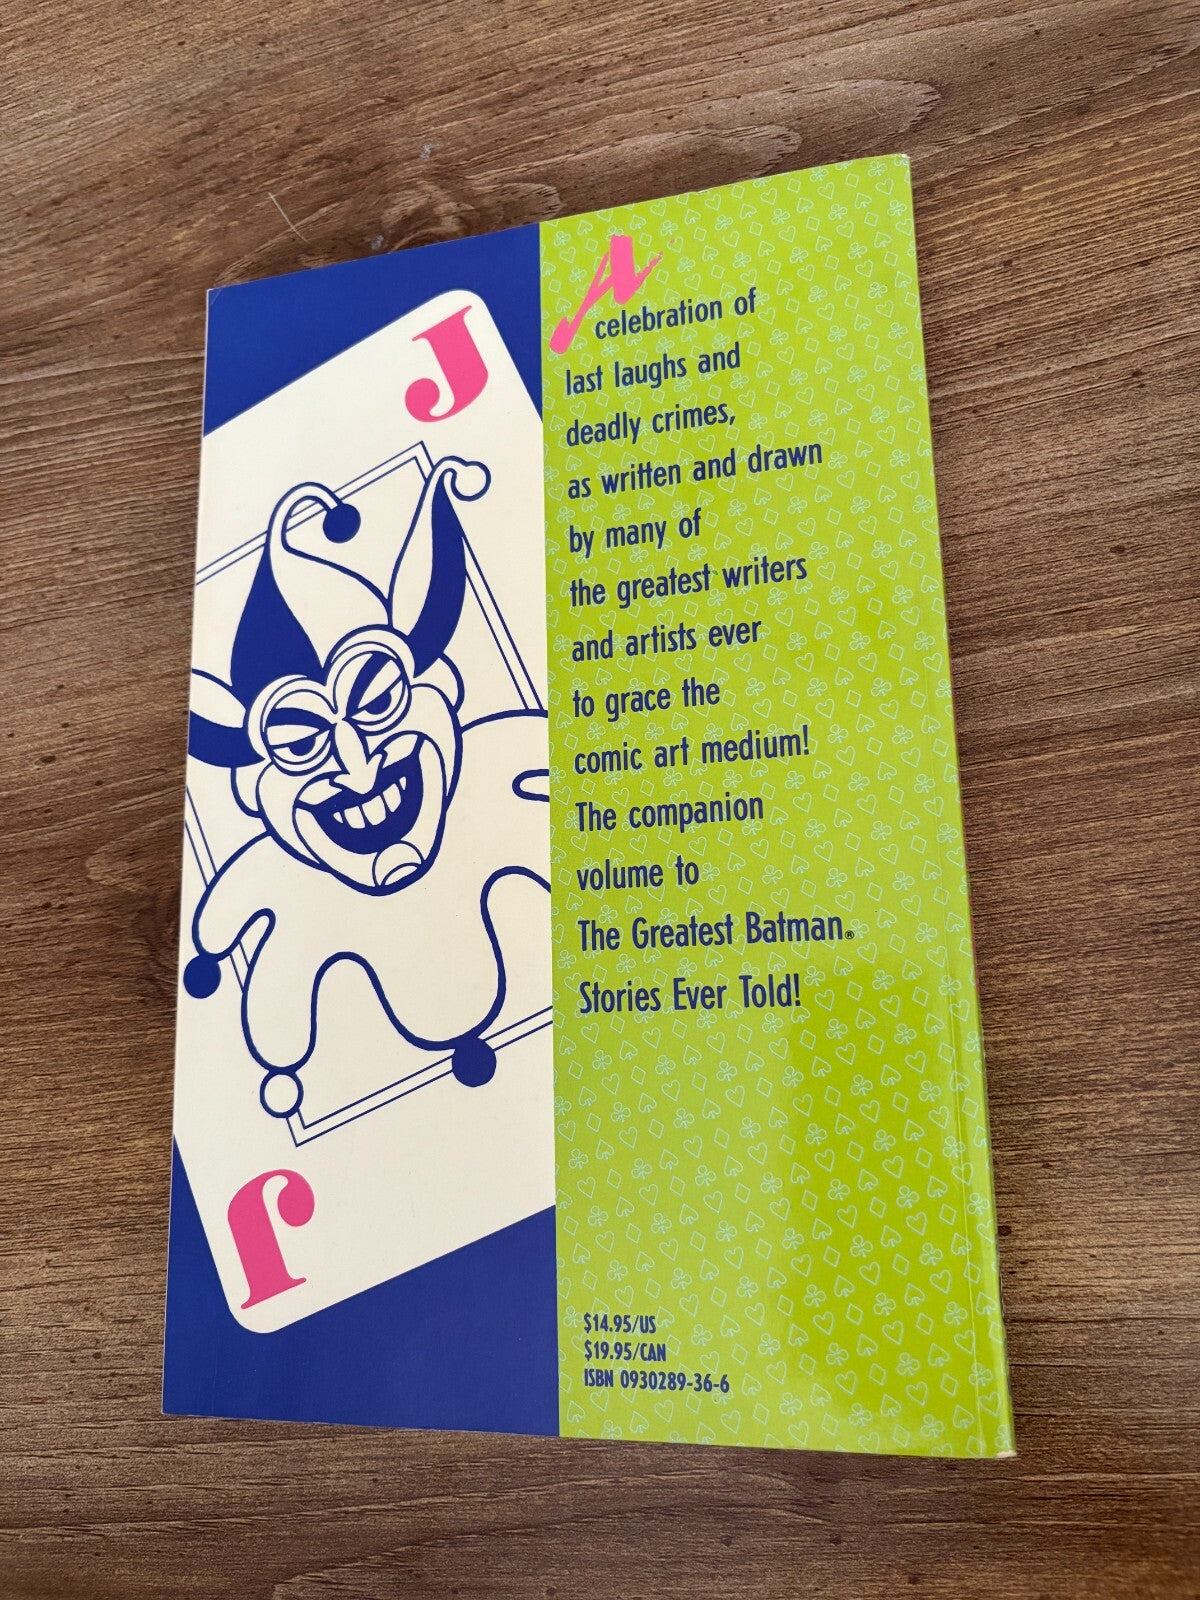 J
J
A
celebration of
last laughs and
deadly crimes,
as written and drawn
by many of
the greatest writers
and artists ever
to grace the
comic art medium!
The companion
volume to
The Greatest Batman®
Stories Ever Told!
$14.95/US
$19.95/CAN
ISBN 0930289-36-6